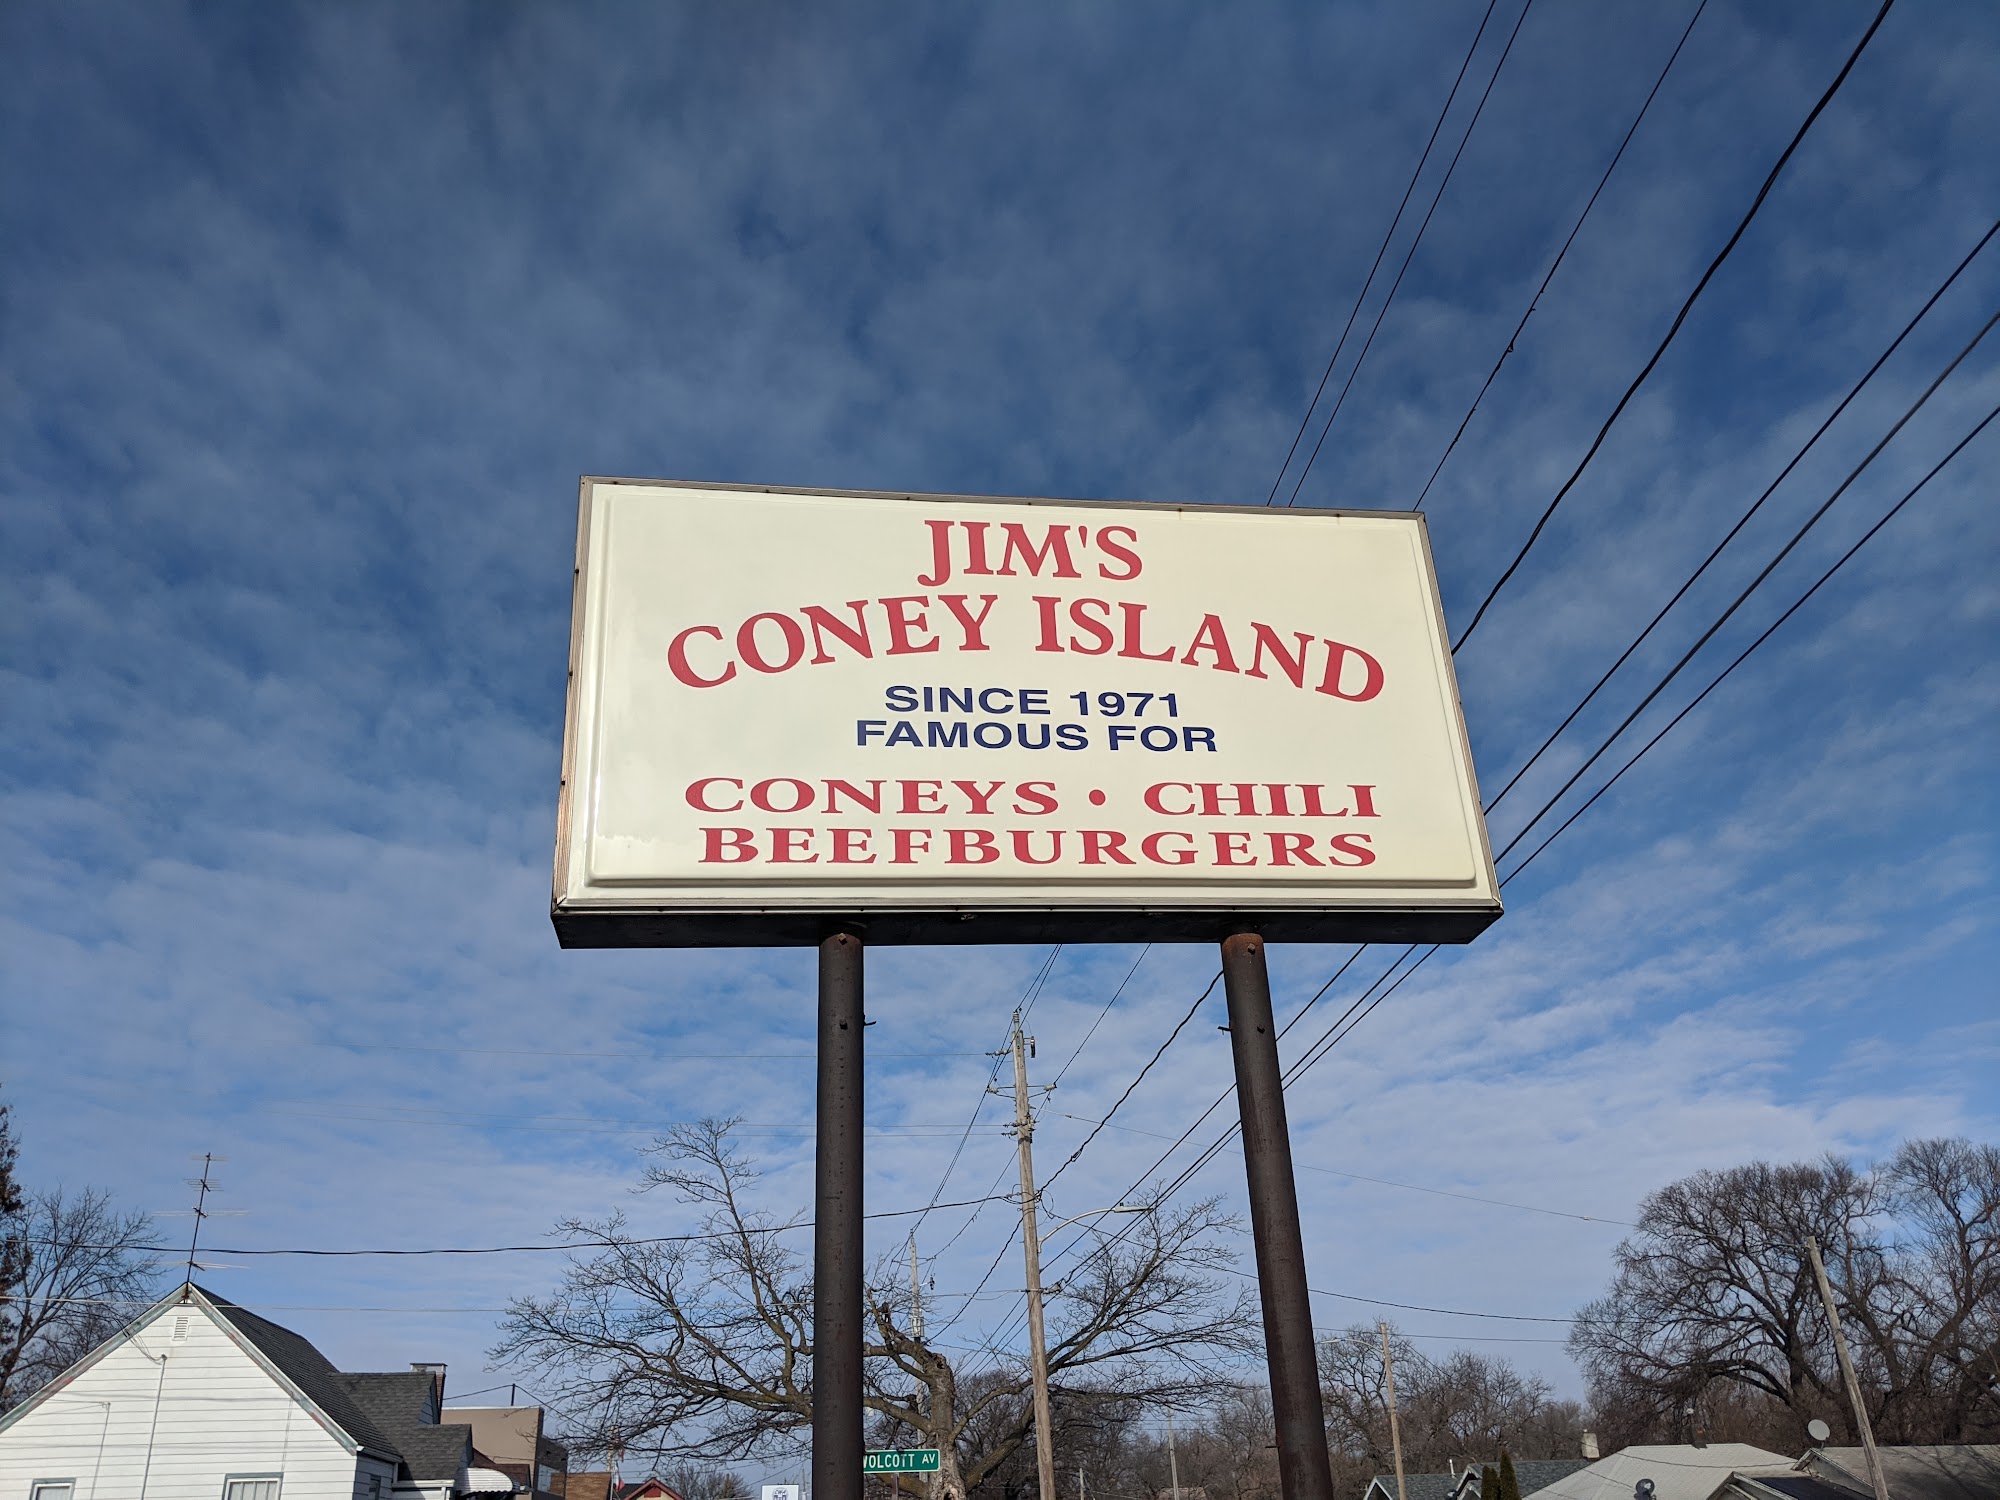 JIM'S
CONEY ISLAND
SINCE 1971
FAMOUS FOR
CONEYS • CHILI
BEEFBURGERS
WOLCOTT AV